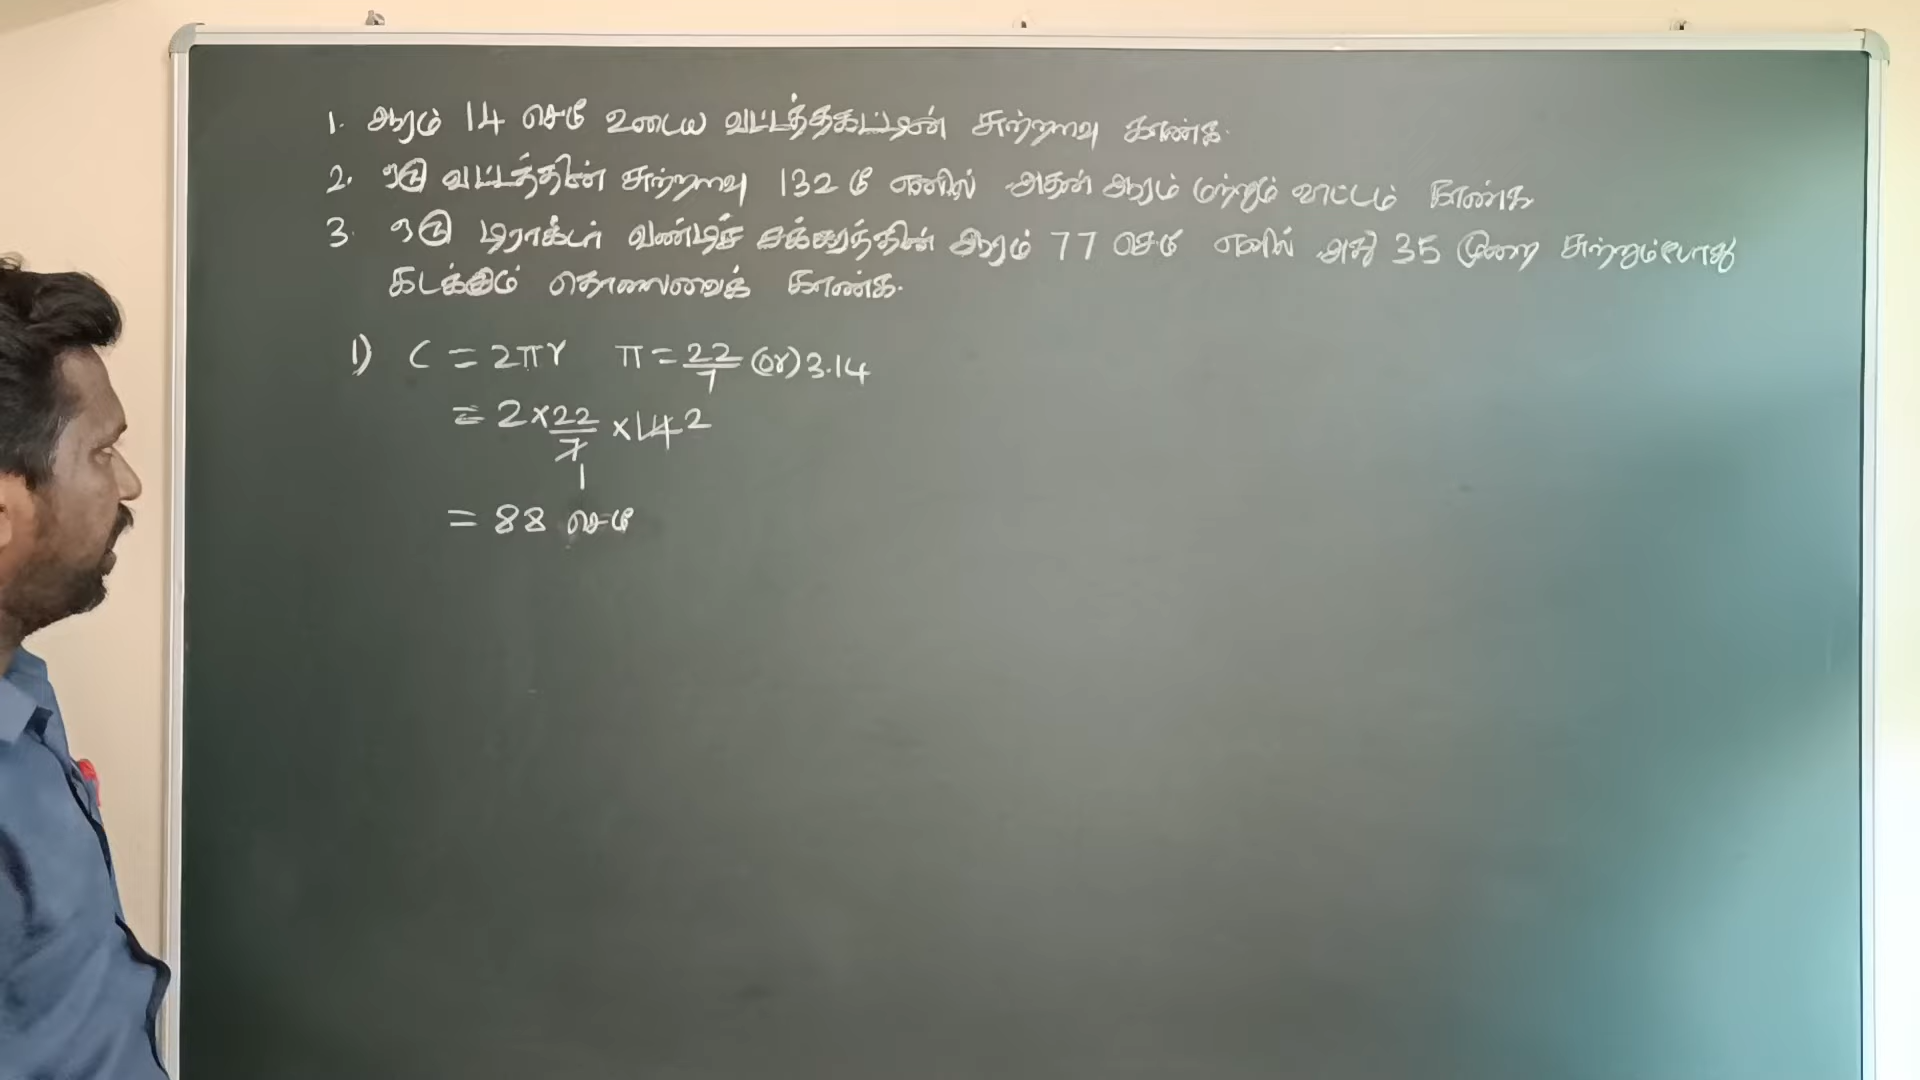 1. ஆரம் 14 செமீ உடைய வட்டத்தகட்டின் சுற்றளவு காண்க.
2. ஒரு வட்டத்தின் சுற்றளவு 132 மீ எனில் அதன் ஆரம் மற்றும் விட்டம் காண்க
3. ஒரு டிராக்டர் வண்டிச் சக்கரத்தின் ஆரம் 77 செமீ எனில் அது 35 முறை சுற்றும்போது
கடக்கும் தொலைவைக் காண்க.
1) C = 2πr π = 22/7 (or) 3.14
= 2 × 22/7 × 14 2
1
= 88 செமீ